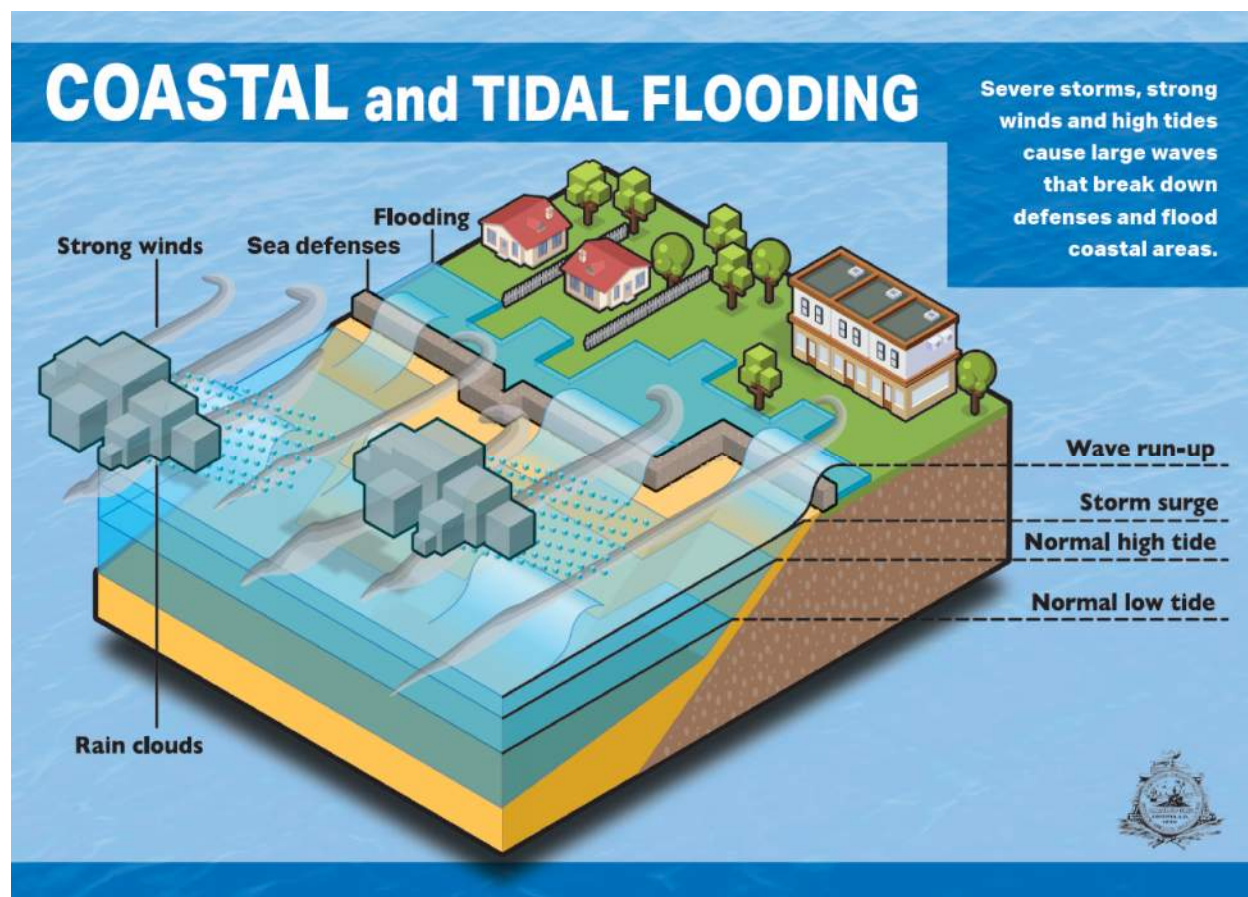 COASTAL and TIDAL FLOODING
Severe storms, strong
winds and high tides
cause large waves
that break down
defenses and flood
coastal areas.
Flooding
Strong winds
Sea defenses
Wave run-up
Storm surge
Normal high tide
Normal low tide
Rain clouds